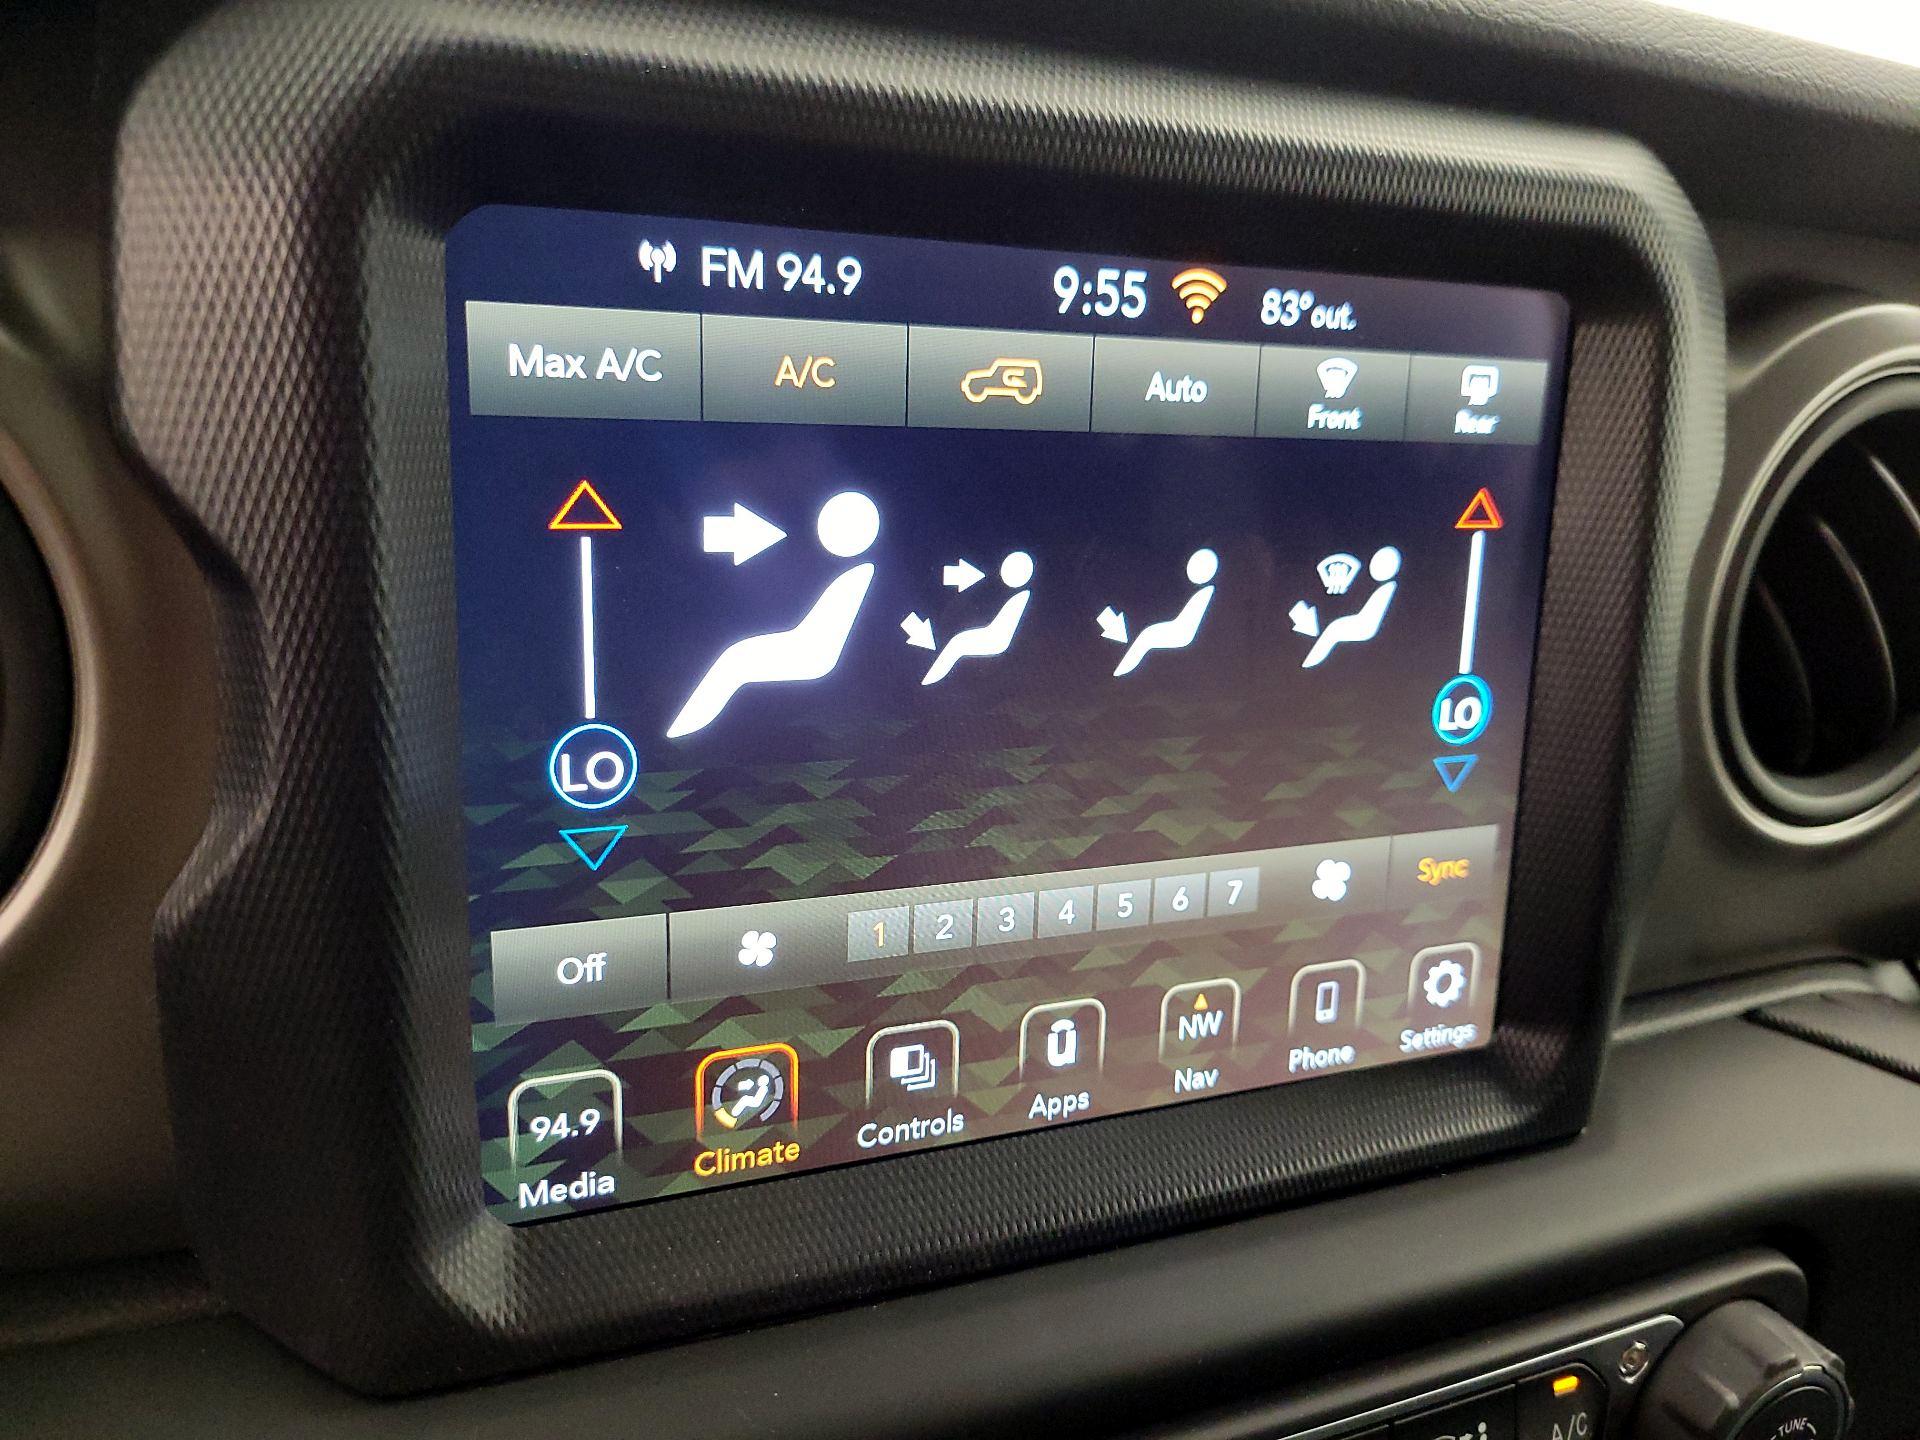 FM 94.9 9:55 83° out.
Max A/C A/C Auto Front Rear
LO LO
1 2 3 4 5 6 7 Sync
Off
94.9 NW
Media Climate Controls Apps Nav Phone Settings
A/C TUNE